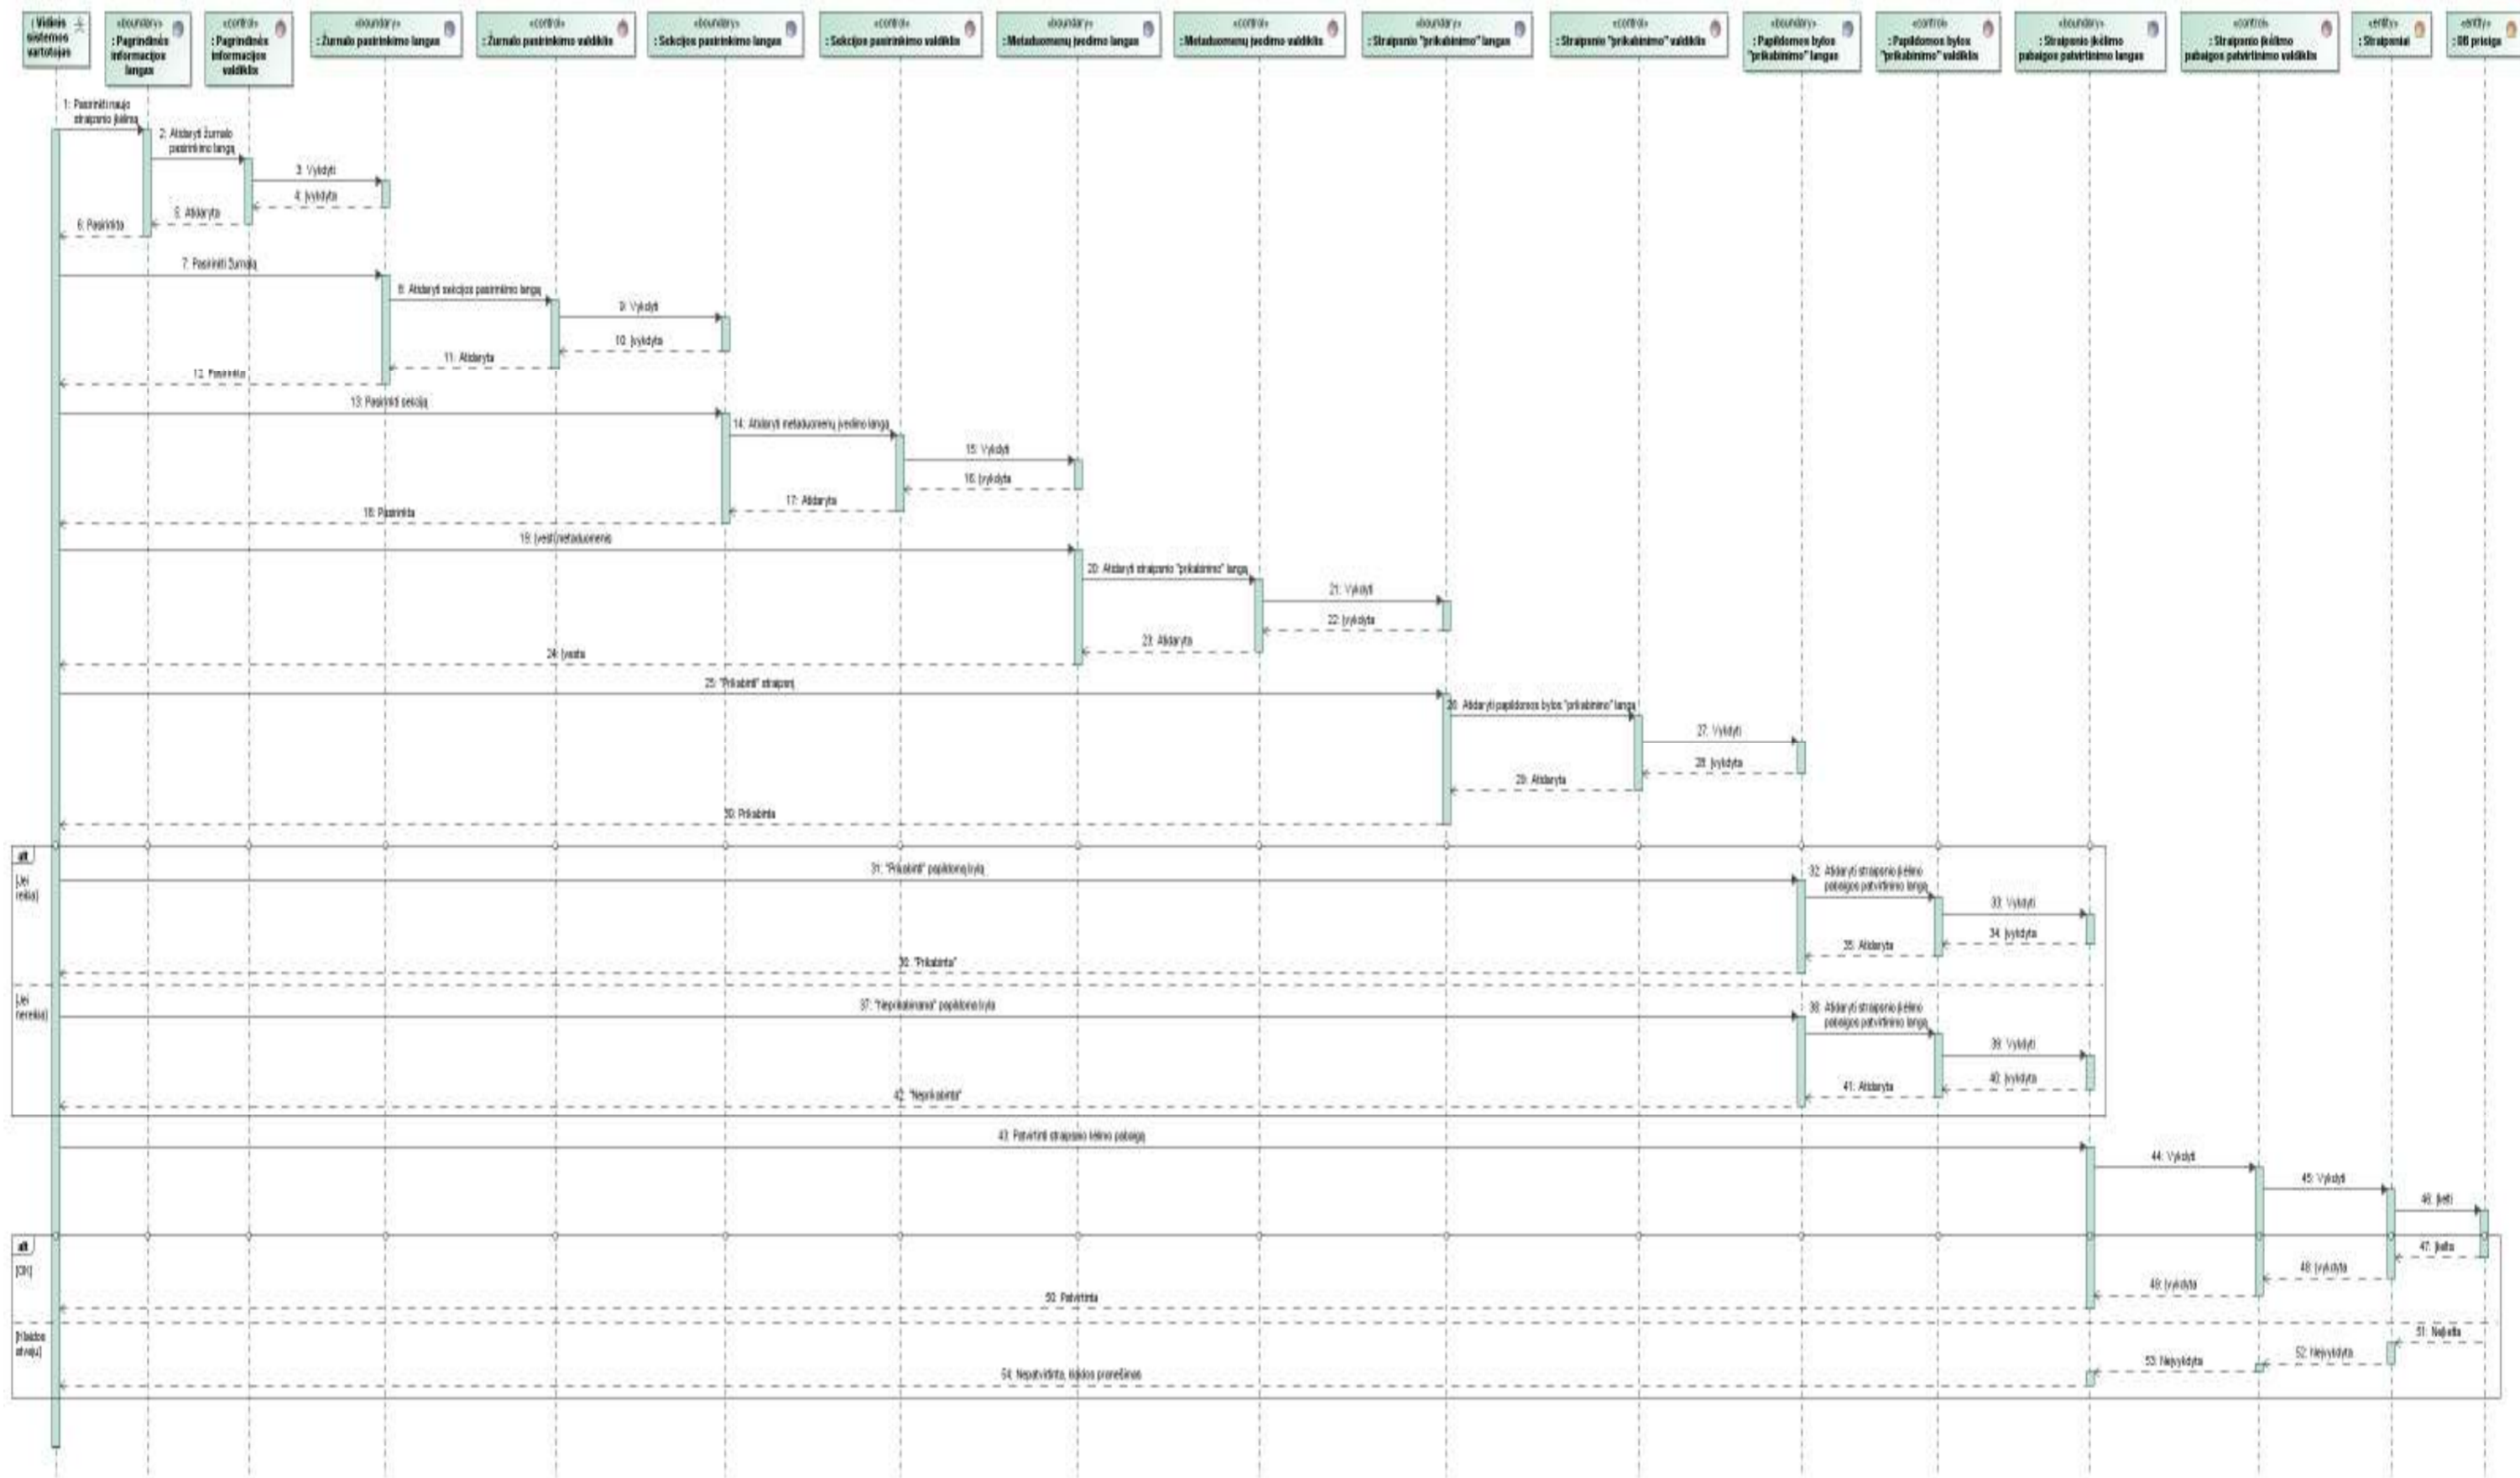 : Vidinis
sistemos
vartotojas
«boundary»
: Pagrindinės
informacijos
langas
«control»
: Pagrindinės
informacijos
valdiklis
«boundary»
: Žurnalo pasirinkimo langas
«control»
: Žurnalo pasirinkimo valdiklis
«boundary»
: Sekcijos pasirinkimo langas
«control»
: Sekcijos pasirinkimo valdiklis
«boundary»
: Metaduomenų įvedimo langas
«control»
: Metaduomenų įvedimo valdiklis
«boundary»
: Straipsnio "prikabinimo" langas
«control»
: Straipsnio "prikabinimo" valdiklis
«boundary»
: Papildomos bylos
"prikabinimo" langas
«control»
: Papildomos bylos
"prikabinimo" valdiklis
«boundary»
: Straipsnio įkėlimo
pabaigos patvirtinimo langas
«control»
: Straipsnio įkėlimo
pabaigos patvirtinimo valdiklis
«entity»
: Straipsniai
«entity»
: DB prieiga
1: Pasirinkti naujo
straipsnio įkėlimą
2: Atidaryti žurnalo
pasirinkimo langą
3: Vykdyti
4: Įvykdyta
5: Atidaryta
6: Pasirinkta
7: Pasirinkti žurnalą
8: Atidaryti sekcijos pasirinkimo langą
9: Vykdyti
10: Įvykdyta
11: Atidaryta
12: Pasirinkta
13: Pasirinkti sekciją
14: Atidaryti metaduomenų įvedimo langą
15: Vykdyti
16: Įvykdyta
17: Atidaryta
18: Pasirinkta
19: Įvesti metaduomenis
20: Atidaryti straipsnio "prikabinimo" langą
21: Vykdyti
22: Įvykdyta
23: Atidaryta
24: Įvesta
25: "Prikabinti" straipsnį
26: Atidaryti papildomos bylos "prikabinimo" langą
27: Vykdyti
28: Įvykdyta
29: Atidaryta
30: Prikabinta
alt
[Jei
reikia]
31: "Prikabinti" papildomą bylą
32: Atidaryti straipsnio įkėlimo
pabaigos patvirtinimo langą
33: Vykdyti
34: Įvykdyta
35: Atidaryta
36: "Prikabinta"
[Jei
nereikia]
37: "Neprikabinama" papildoma byla
38: Atidaryti straipsnio įkėlimo
pabaigos patvirtinimo langą
39: Vykdyti
40: Įvykdyta
41: Atidaryta
42: "Neprikabinta"
43: Patvirtinti straipsnio kėlimo pabaigą
44: Vykdyti
45: Vykdyti
46: Įkelti
alt
[OK]
47: Įkelta
48: Įvykdyta
49: Įvykdyta
50: Patvirtinta
[Klaidos
atveju]
51: Neįkelta
52: Neįvykdyta
53: Neįvykdyta
54: Nepatvirtinta, klaidos pranešimas